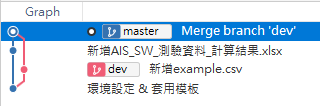 Graph
master Merge branch 'dev'
新增AIS_SW_測驗資料_計算結果.xlsx
dev 新增example.csv
環境設定 & 套用模板